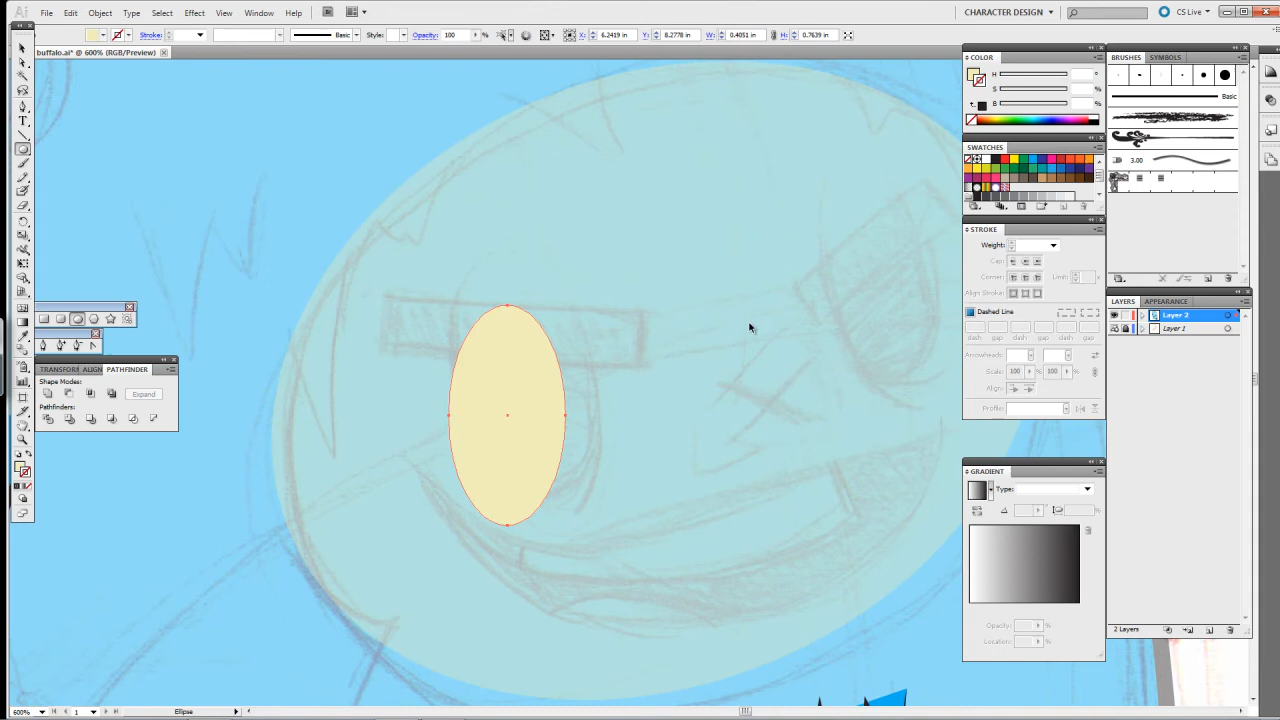 Ai File Edit Object Type Select Effect View Window Help Br CHARACTER DESIGN CS Live
Stroke: Basic Style: Opacity: 100 % X: 6.2419 in Y: 8.2778 in W: 0.4051 in H: 0.7639 in
buffalo.ai* @ 600% (RGB/Preview)
COLOR
H °
S %
B %
SWATCHES
BRUSHES SYMBOLS
Basic
3.00
STROKE
Weight:
Cap:
Corner: Limit: x
Align Stroke:
Dashed Line
dash gap dash gap dash gap
Arrowheads:
Scale: 100 % 100 %
Align:
Profile:
LAYERS APPEARANCE
Layer 2
Layer 1
2 Layers
TRANSFORM ALIGN PATHFINDER
Shape Modes:
Expand
Pathfinders:
GRADIENT
Type:
%
Opacity: %
Location: %
600% 1 Ellipse